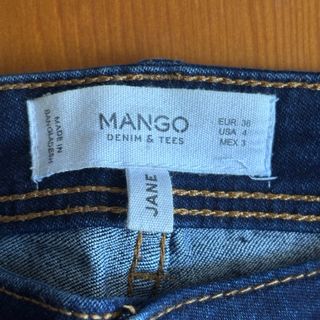 MADE IN
BANGLADESH
MANGO
DENIM & TEES
EUR 36
USA 4
MEX 3
JANE